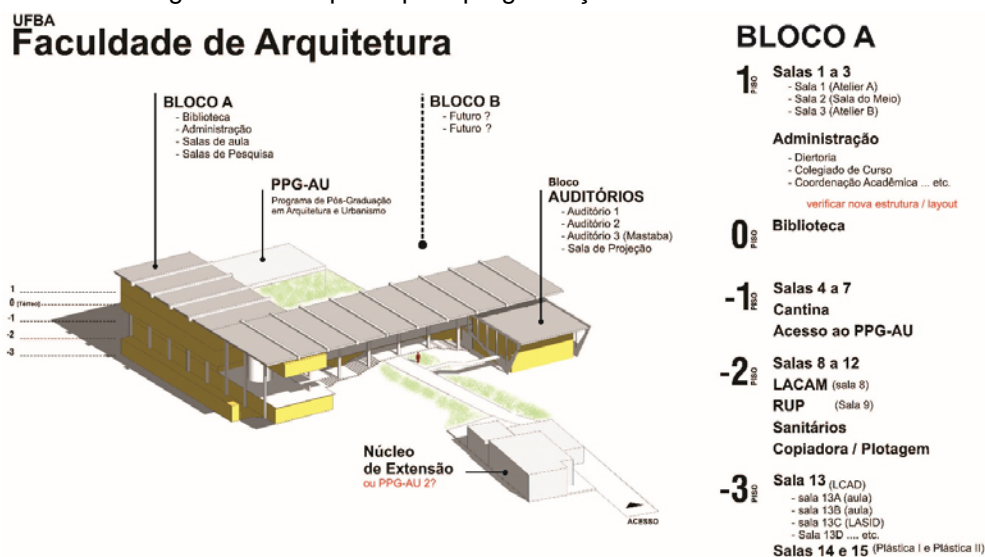 UFBA
Faculdade de Arquitetura
BLOCO A
- Biblioteca
- Administração
- Salas de aula
- Salas de Pesquisa
PPG-AU
Programa de Pós-Graduação
em Arquitetura e Urbanismo
BLOCO B
- Futuro ?
- Futuro ?
Bloco
AUDITÓRIOS
- Auditório 1
- Auditório 2
- Auditório 3 (Mastaba)
- Sala de Projeção
1
0 (Térreo)
-1
-2
-3
Núcleo
de Extensão
ou PPG-AU 2?
ACESSO
BLOCO A
1 PISO
Salas 1 a 3
- Sala 1 (Atelier A)
- Sala 2 (Sala do Meio)
- Sala 3 (Atelier B)
Administração
- Diertoria
- Colegiado de Curso
- Coordenação Acadêmica ... etc.
verificar nova estrutura / layout
0 PISO
Biblioteca
-1 PISO
Salas 4 a 7
Cantina
Acesso ao PPG-AU
-2 PISO
Salas 8 a 12
LACAM (sala 8)
RUP (Sala 9)
Sanitários
Copiadora / Plotagem
-3 PISO
Sala 13 (LCAD)
- sala 13A (aula)
- sala 13B (aula)
- sala 13C (LASID)
- Sala 13D .... etc.
Salas 14 e 15 (Plástica I e Plástica II)